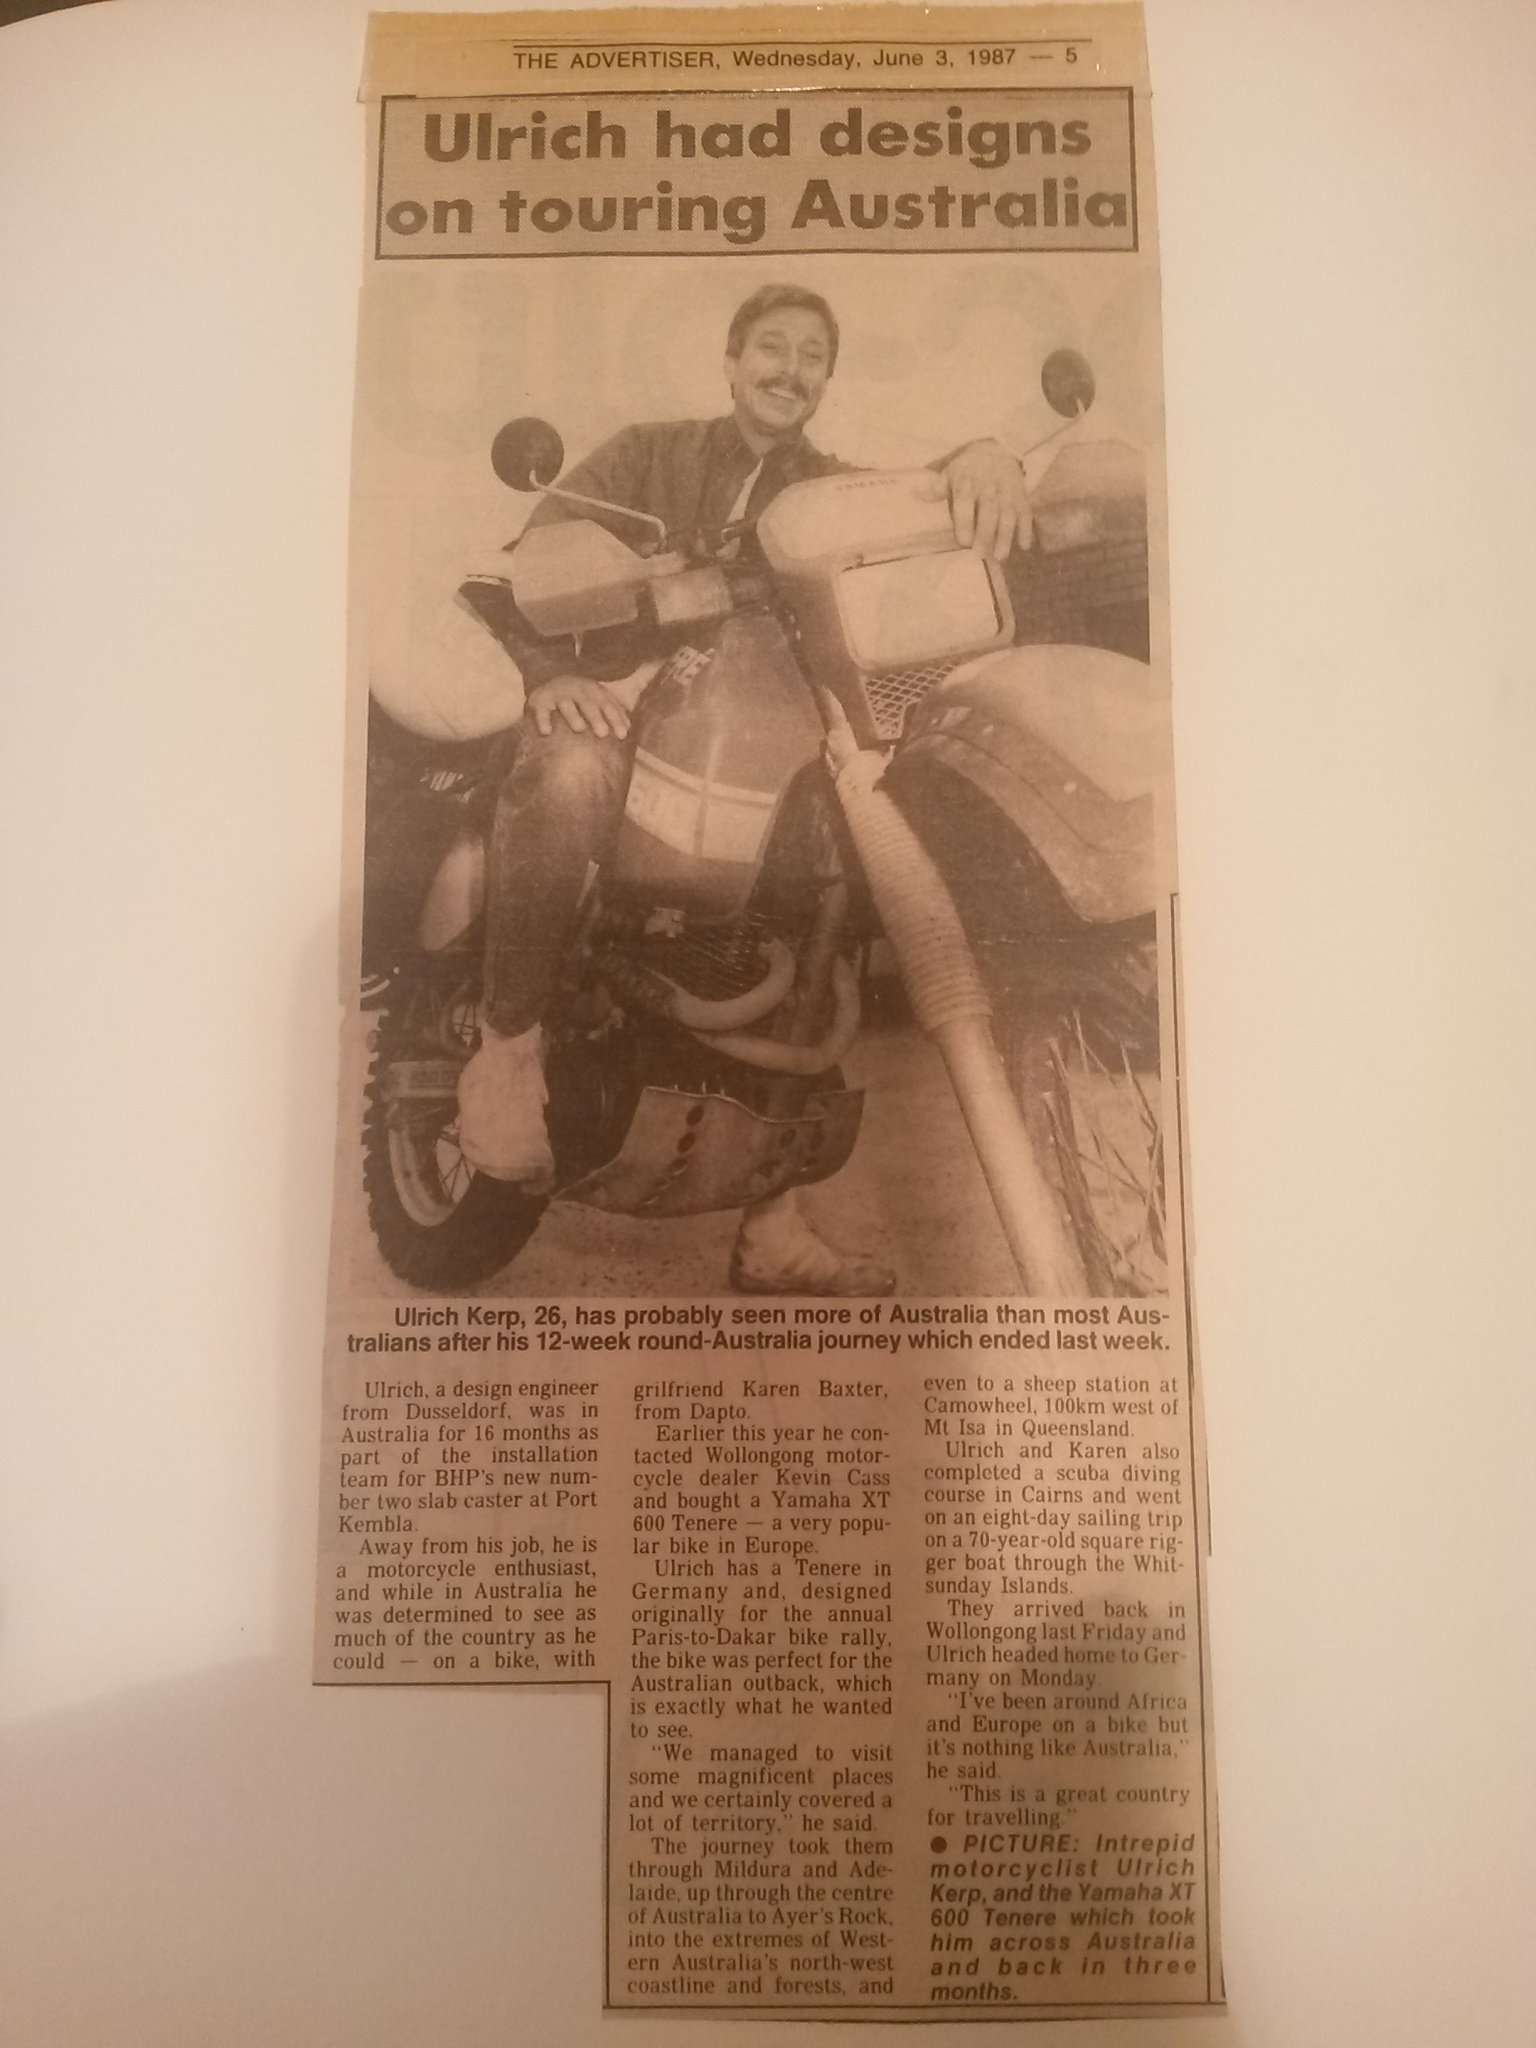 THE ADVERTISER, Wednesday, June 3, 1987 — 5
Ulrich had designs
on touring Australia
YAMAHA
Ulrich Kerp, 26, has probably seen more of Australia than most Aus-
tralians after his 12-week round-Australia journey which ended last week.
Ulrich, a design engineer
from Dusseldorf, was in
Australia for 16 months as
part of the installation
team for BHP's new num-
ber two slab caster at Port
Kembla.
Away from his job, he is
a motorcycle enthusiast,
and while in Australia he
was determined to see as
much of the country as he
could — on a bike, with
grilfriend Karen Baxter,
from Dapto.
Earlier this year he con-
tacted Wollongong motor-
cycle dealer Kevin Cass
and bought a Yamaha XT
600 Tenere — a very popu-
lar bike in Europe.
Ulrich has a Tenere in
Germany and, designed
originally for the annual
Paris-to-Dakar bike rally,
the bike was perfect for the
Australian outback, which
is exactly what he wanted
to see.
"We managed to visit
some magnificent places
and we certainly covered a
lot of territory," he said.
The journey took them
through Mildura and Ade-
laide, up through the centre
of Australia to Ayer's Rock,
into the extremes of West-
ern Australia's north-west
coastline and forests, and
even to a sheep station at
Camowheel, 100km west of
Mt Isa in Queensland.
Ulrich and Karen also
completed a scuba diving
course in Cairns and went
on an eight-day sailing trip
on a 70-year-old square rig-
ger boat through the Whit-
sunday Islands.
They arrived back in
Wollongong last Friday and
Ulrich headed home to Ger-
many on Monday.
"I've been around Africa
and Europe on a bike but
it's nothing like Australia,"
he said.
"This is a great country
for travelling."
● PICTURE: Intrepid
motorcyclist Ulrich
Kerp, and the Yamaha XT
600 Tenere which took
him across Australia
and back in three
months.